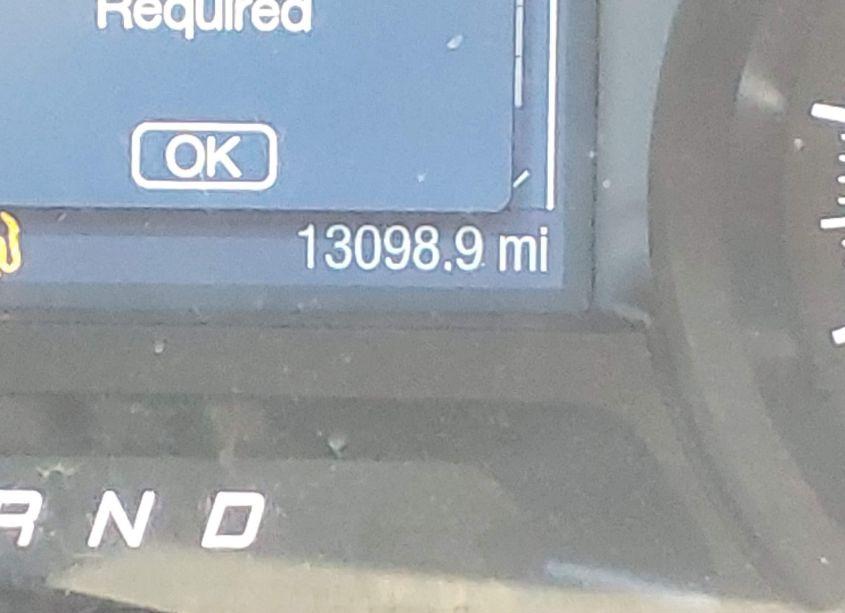 Required
OK
13098.9 mi
R N D